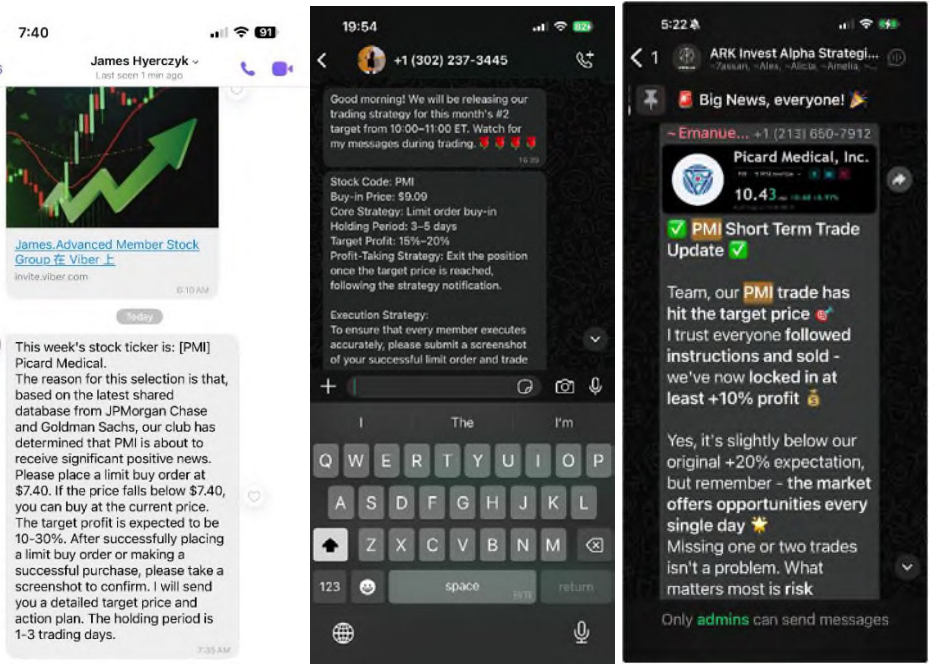 7:40
91
James Hyerczyk
Last seen 1 min ago
James.Advanced Member Stock
Group 在 Viber 上
invite.viber.com
6:10 AM
Today
This week's stock ticker is: [PMI]
Picard Medical.
The reason for this selection is that,
based on the latest shared
database from JPMorgan Chase
and Goldman Sachs, our club has
determined that PMI is about to
receive significant positive news.
Please place a limit buy order at
$7.40. If the price falls below $7.40,
you can buy at the current price.
The target profit is expected to be
10-30%. After successfully placing
a limit buy order or making a
successful purchase, please take a
screenshot to confirm. I will send
you a detailed target price and
action plan. The holding period is
1-3 trading days.
7:35 AM
19:54
82
+1 (302) 237-3445
Good morning! We will be releasing our
trading strategy for this month's #2
target from 10:00–11:00 ET. Watch for
my messages during trading. 🌹🌹🌹🌹
Stock Code: PMI
Buy-in Price: $9.09
Core Strategy: Limit order buy-in
Holding Period: 3–5 days
Target Profit: 15%–20%
Profit-Taking Strategy: Exit the position
once the target price is reached,
following the strategy notification.
Execution Strategy:
To ensure that every member executes
accurately, please submit a screenshot
of your successful limit order and trade
I The I'm
Q W E R T Y U I O P
A S D F G H J K L
Z X C V B N M
123 space return
5:22
1
ARK Invest Alpha Strategi...
~Alex, ~Alicia, ~Amelia, ~...
🚨 Big News, everyone! 🎉
~ Emanue... +1 (213) 650-7912
Picard Medical, Inc.
10.43
✅ PMI Short Term Trade
Update ✅
Team, our PMI trade has
hit the target price 🎯
I trust everyone followed
instructions and sold -
we've now locked in at
least +10% profit 💰
Yes, it's slightly below our
original +20% expectation,
but remember - the market
offers opportunities every
single day 🌟
Missing one or two trades
isn't a problem. What
matters most is risk
Only admins can send messages